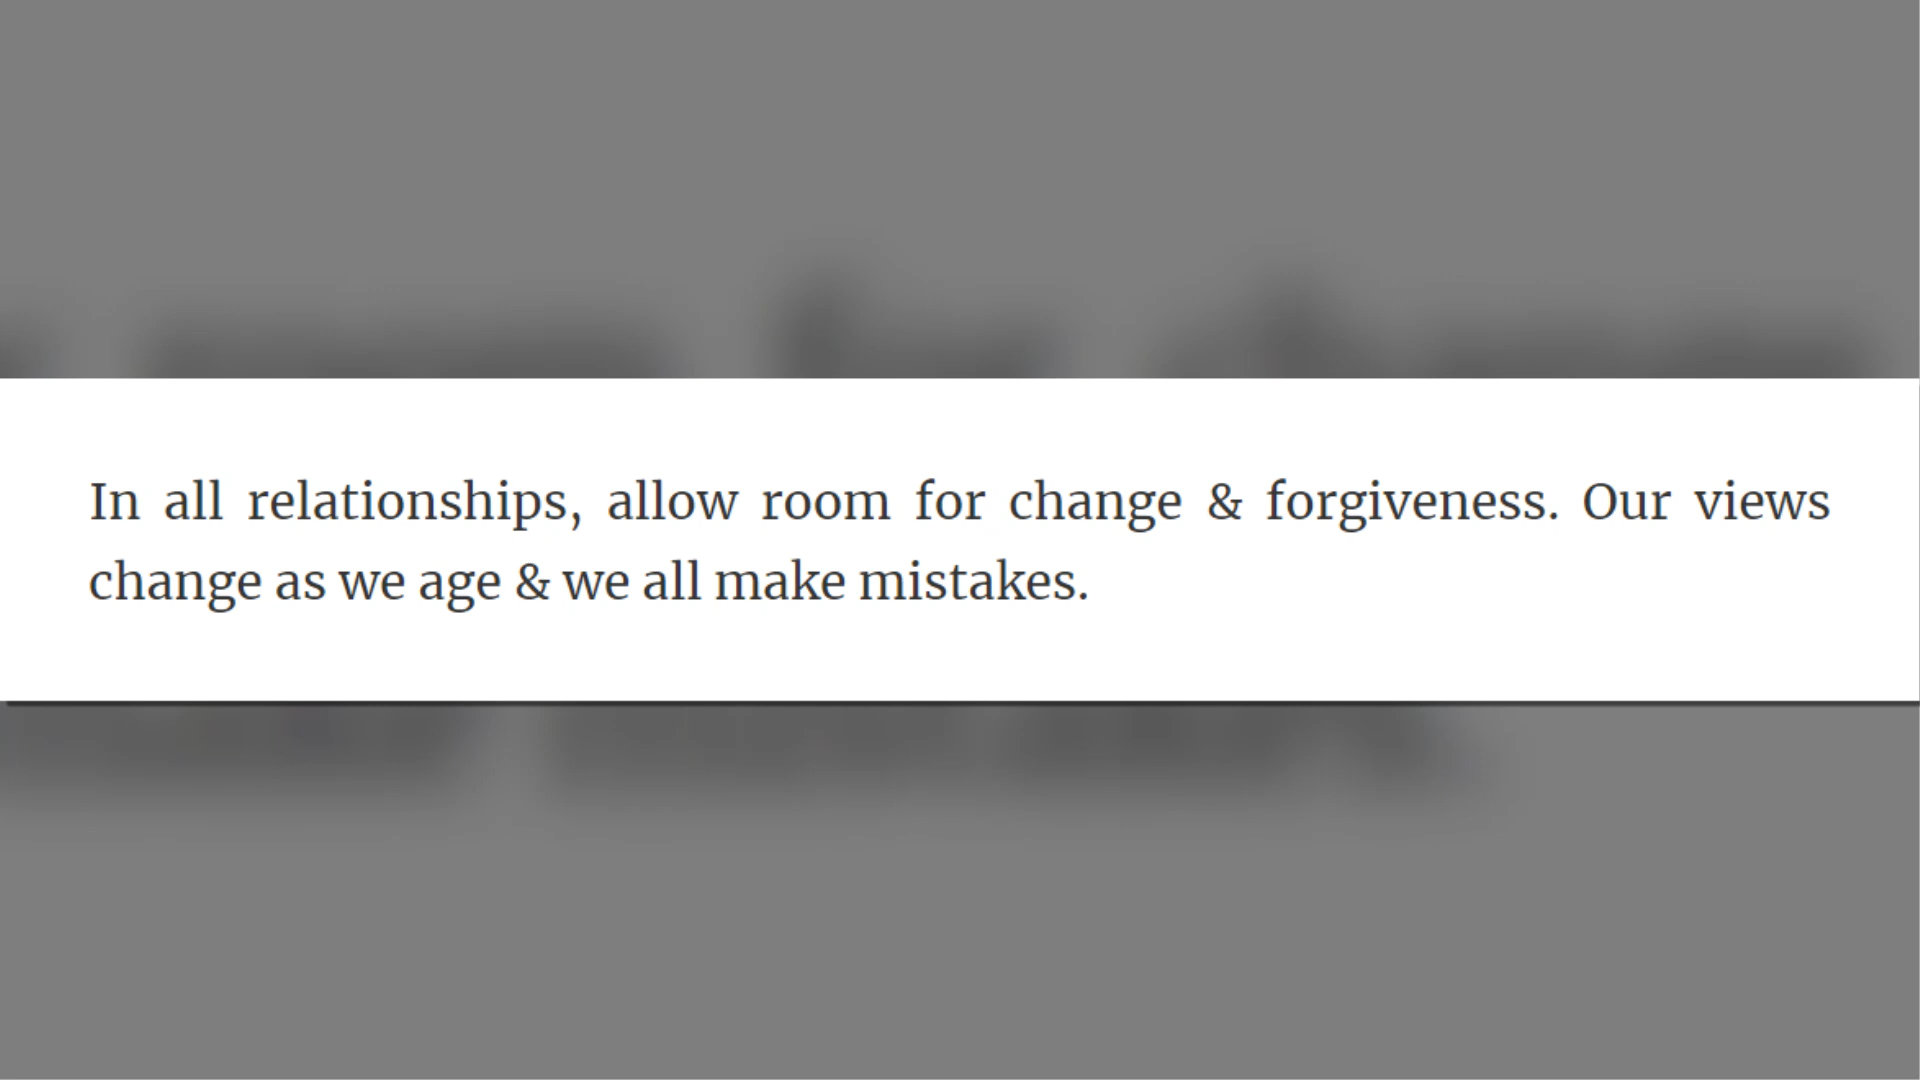 In all relationships, allow room for change & forgiveness. Our views
change as we age & we all make mistakes.